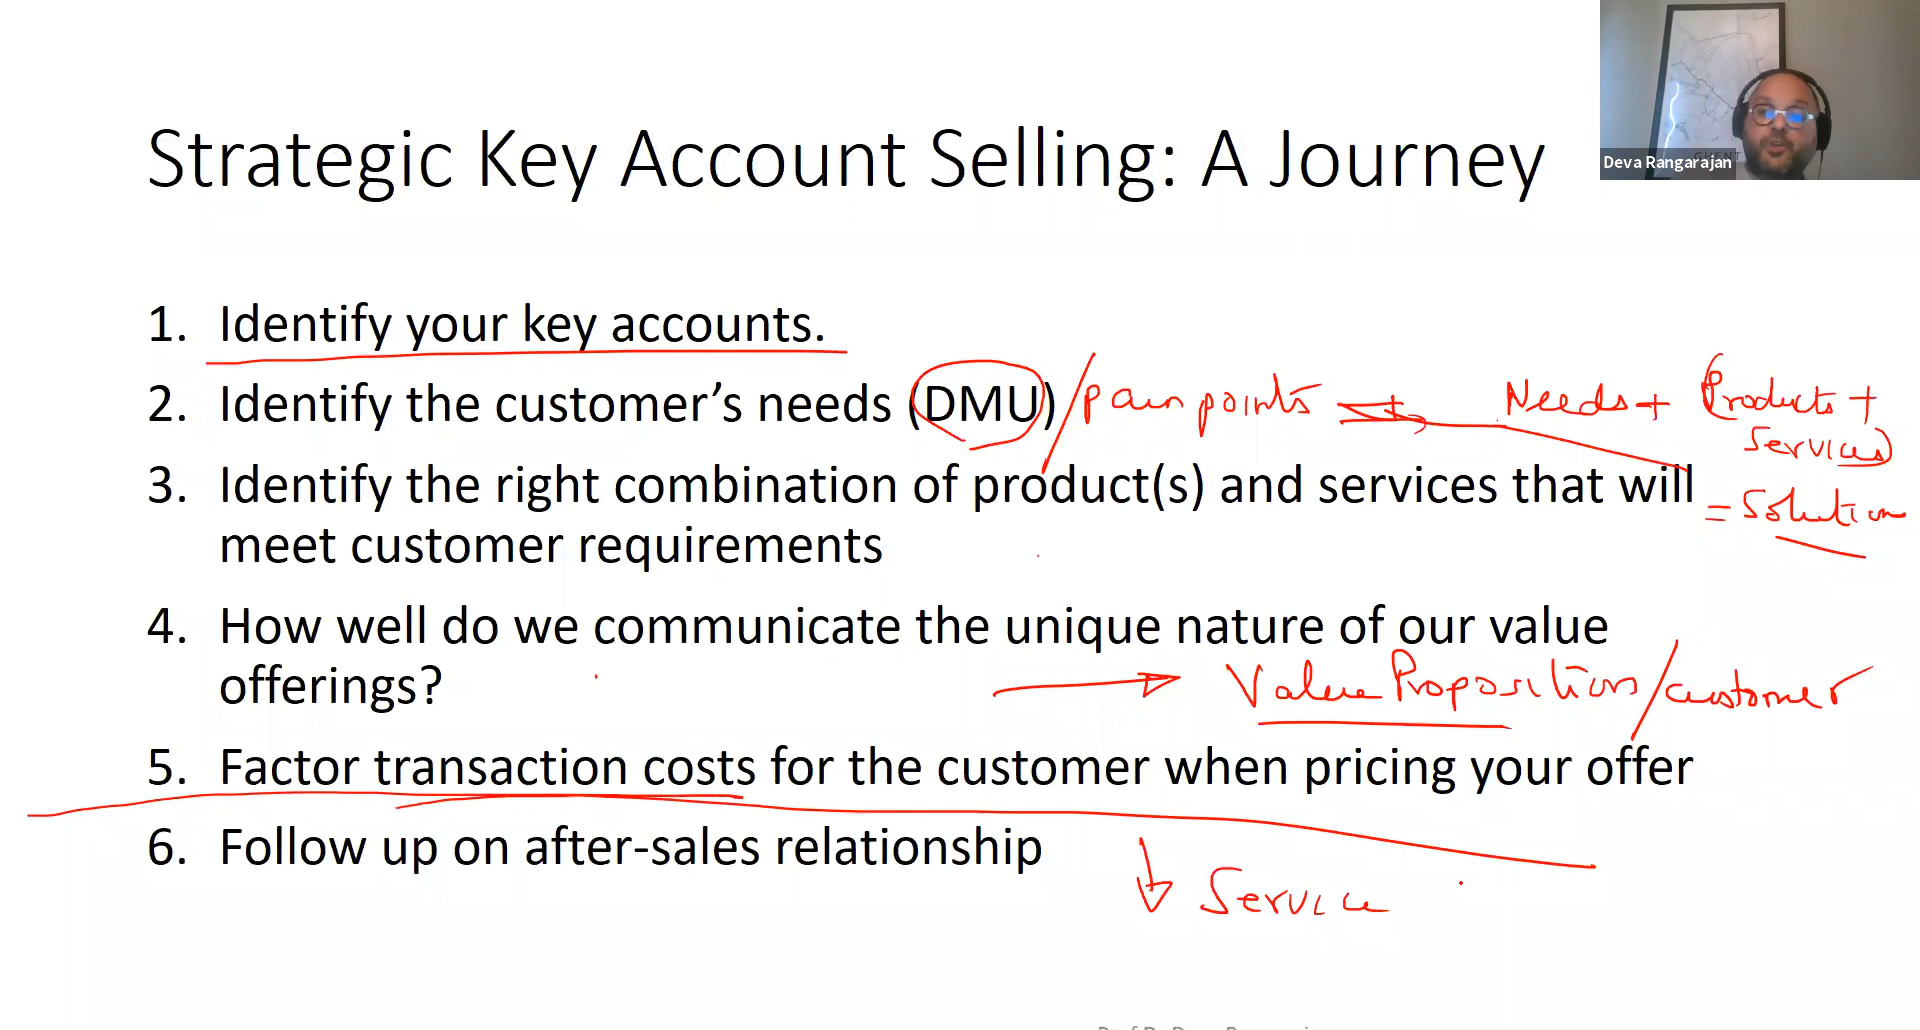 Deva Rangarajan
Strategic Key Account Selling: A Journey
1. Identify your key accounts.
2. Identify the customer's needs (DMU) / pain points Needs + (Products +
Services)
3. Identify the right combination of product(s) and services that will
= Solution
meet customer requirements
4. How well do we communicate the unique nature of our value
offerings? Value Proposition / customer
5. Factor transaction costs for the customer when pricing your offer
6. Follow up on after-sales relationship
Service